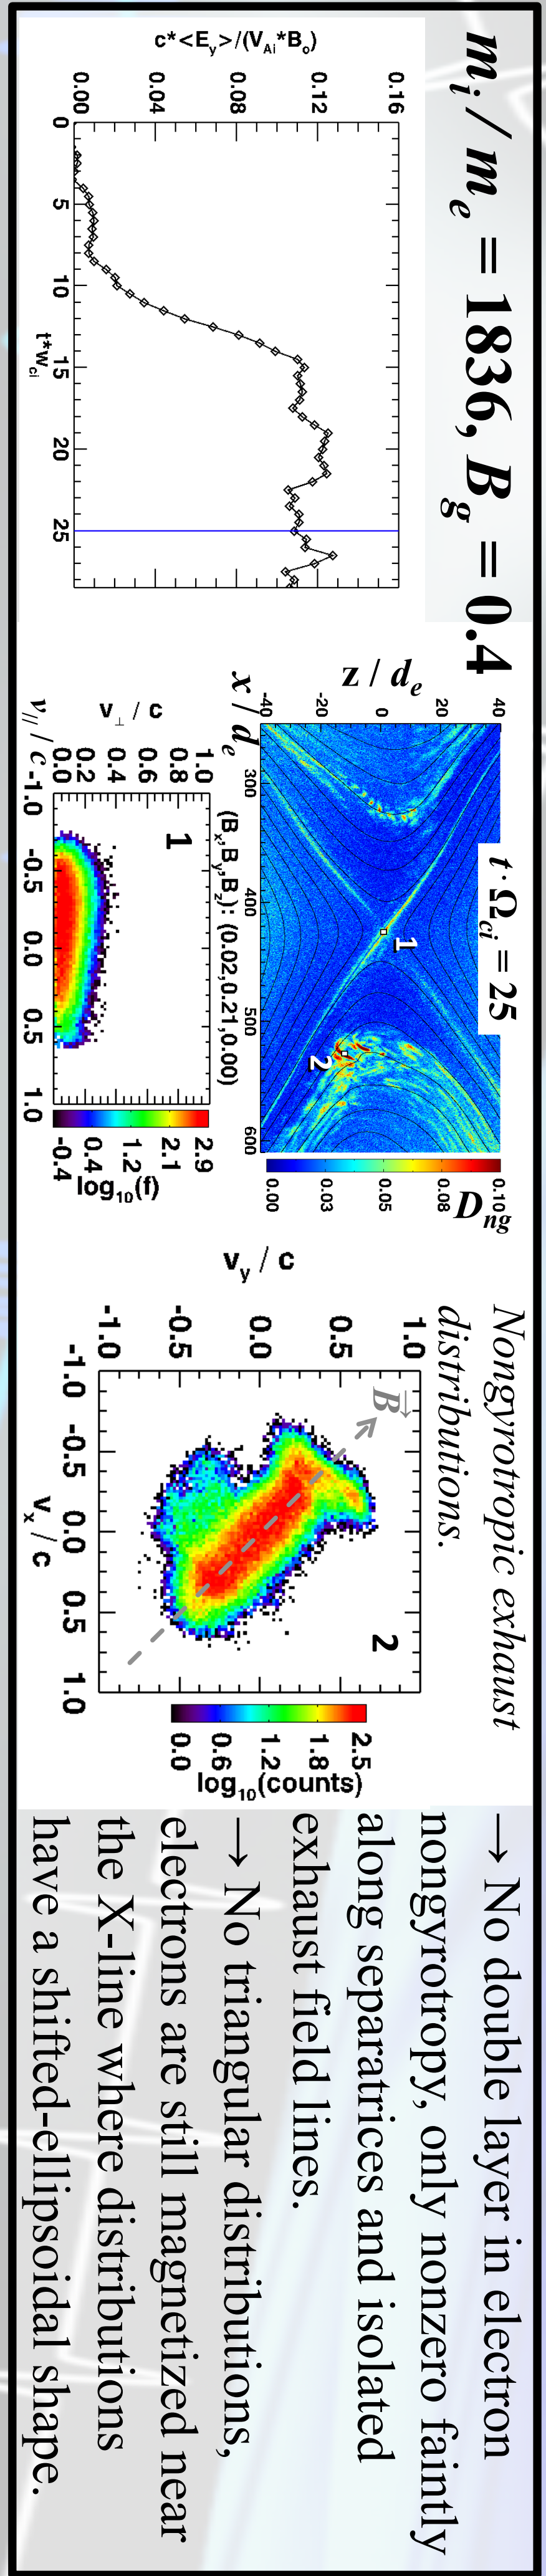 m_i / m_e = 1836, B_g = 0.4
c*<E_y>/(V_Ai*B_o)
0.16
0.12
0.08
0.04
0.00
0 5 10 15 20 25
t*W_ci
t · Ω_ci = 25
z / d_e
40
20
0
-20
-40
300 400 500 600
x / d_e
1
2
D_ng
0.10
0.08
0.05
0.03
0.00
(B_x,B_y,B_z): (0.02,0.21,0.00)
v_⊥ / c
1.0
0.8
0.6
0.4
0.2
0.0
-1.0 -0.5 0.0 0.5 1.0
v_// / c
1
2.9
2.1
1.2
0.4
-0.4
log₁₀(f)
Nongyrotropic exhaust
distributions.
v_y / c
1.0
0.5
0.0
-0.5
-1.0
-1.0 -0.5 0.0 0.5 1.0
v_x / c
B⃗
2
2.5
1.8
1.2
0.6
0.0
log₁₀(counts)
→ No double layer in electron
nongyrotropy, only nonzero faintly
along separatrices and isolated
exhaust field lines.
→ No triangular distributions,
electrons are still magnetized near
the X-line where distributions
have a shifted-ellipsoidal shape.